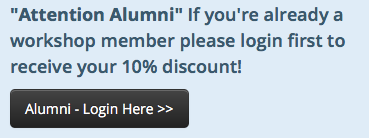 "Attention Alumni" If you're already a
workshop member please login first to
receive your 10% discount!
Alumni - Login Here >>